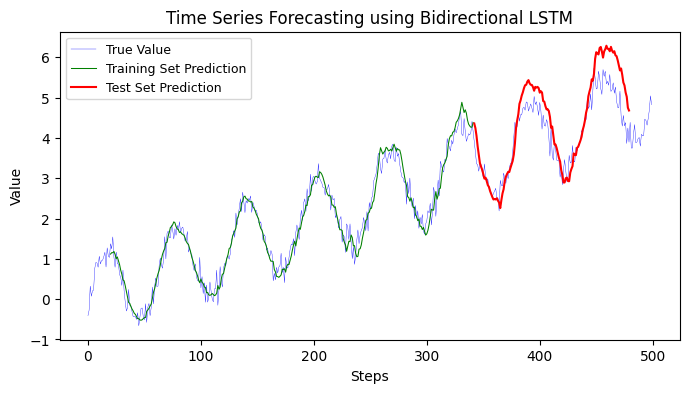 Time Series Forecasting using Bidirectional LSTM
True Value
Training Set Prediction
Test Set Prediction
Value
6
5
4
3
2
1
0
−1
0 100 200 300 400 500
Steps